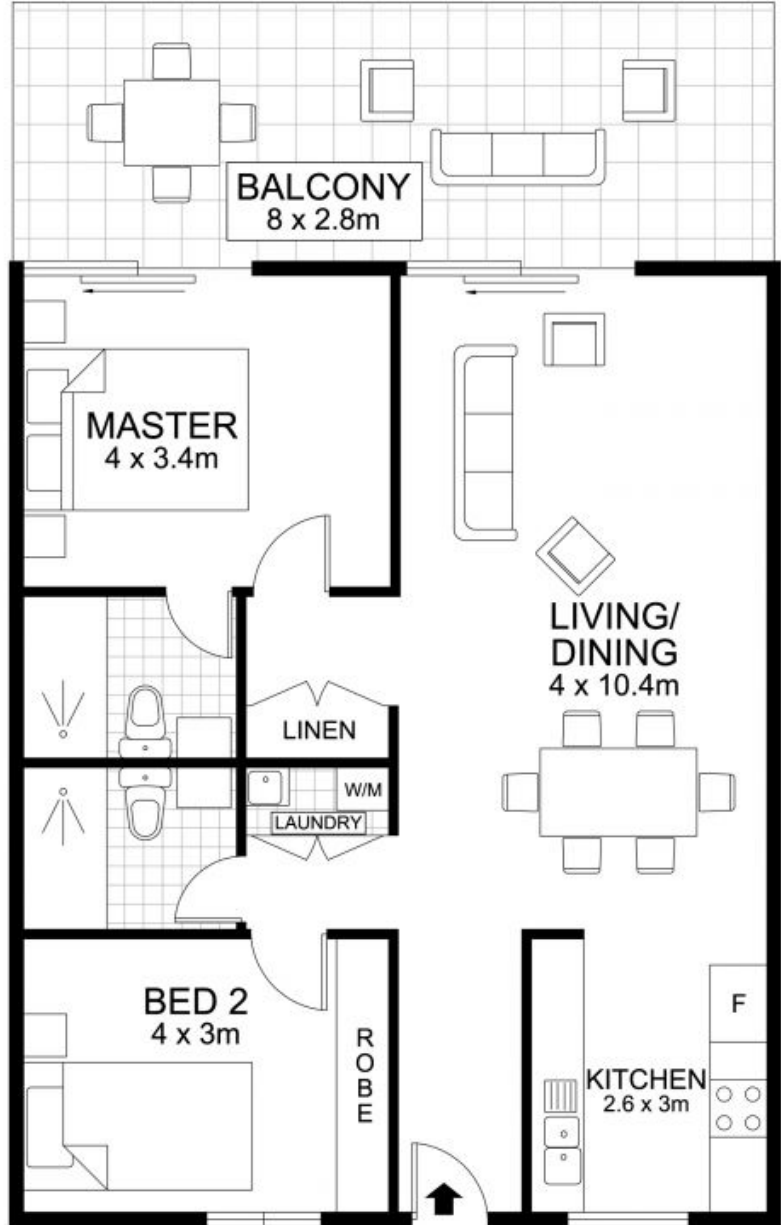 BALCONY
8 x 2.8m
MASTER
4 x 3.4m
LIVING/
DINING
4 x 10.4m
LINEN
W/M
LAUNDRY
BED 2
4 x 3m
R
O
B
E
F
KITCHEN
2.6 x 3m